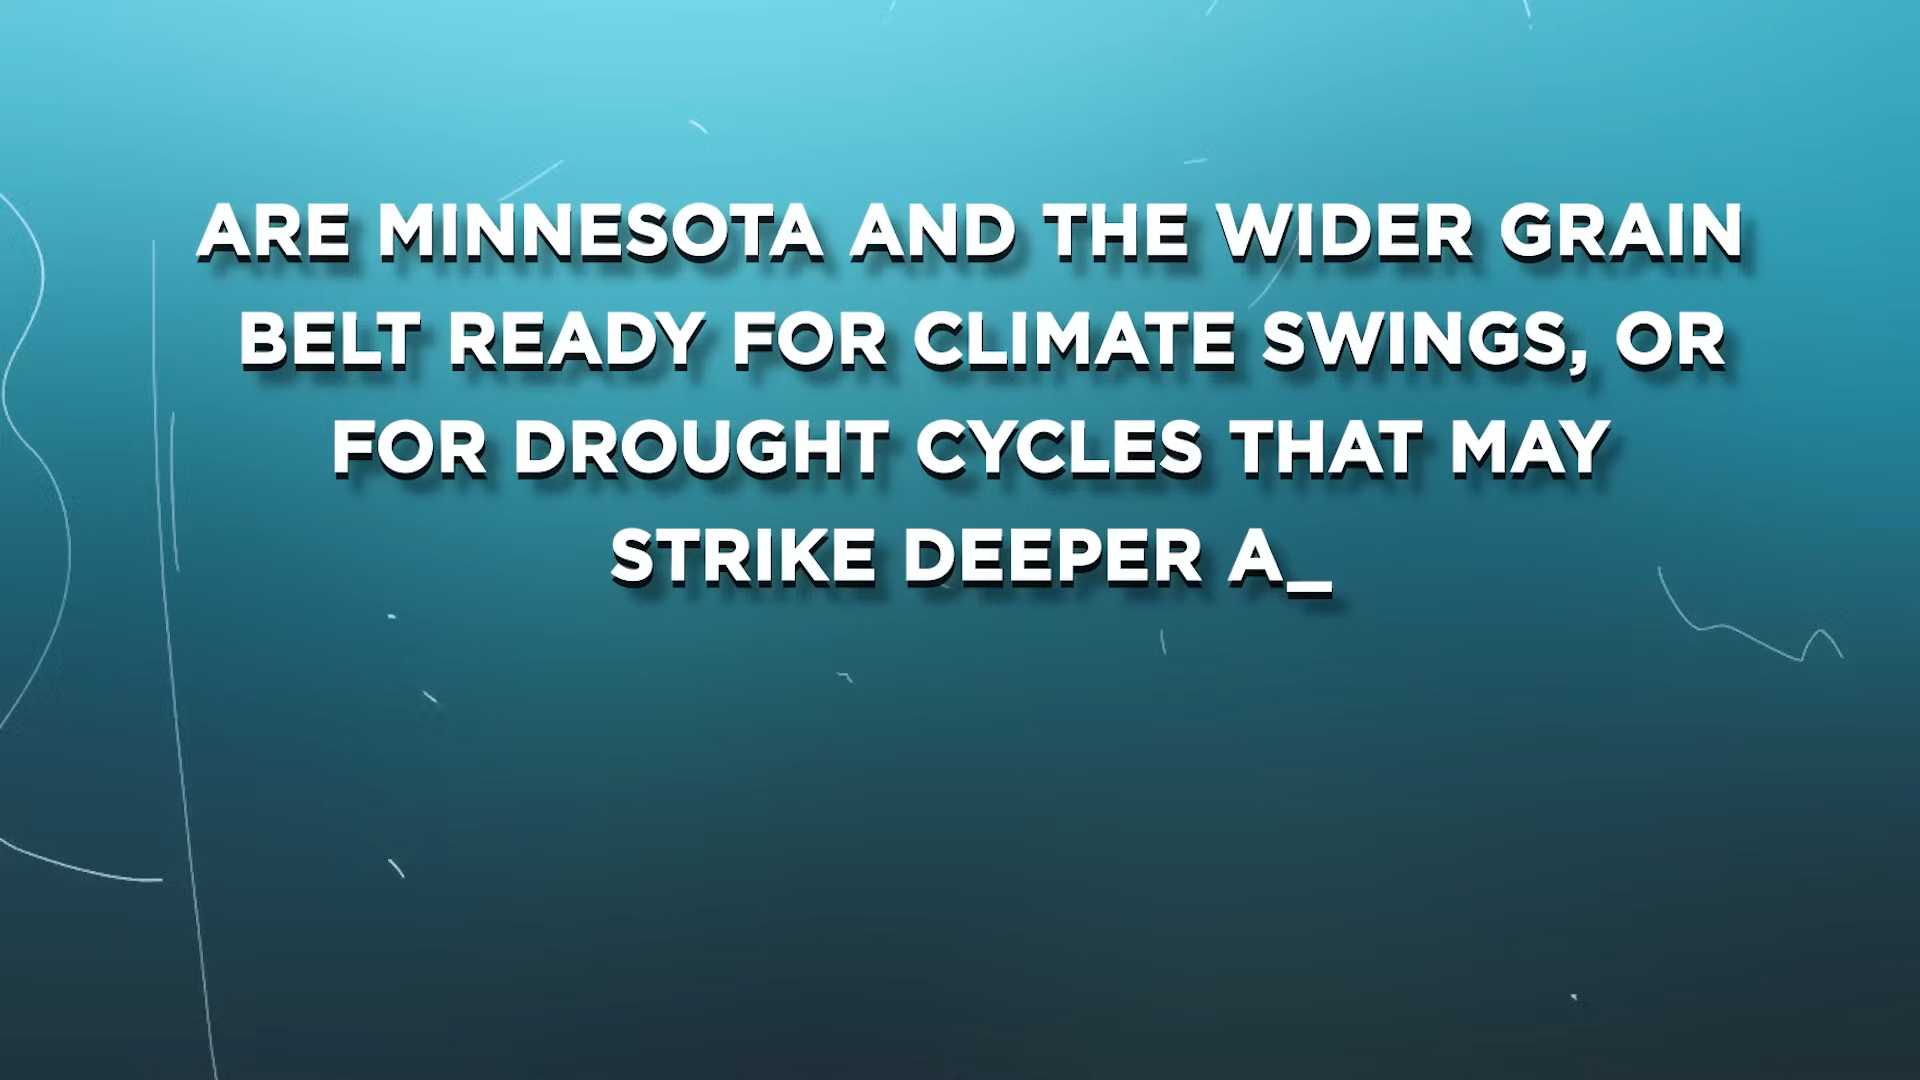 ARE MINNESOTA AND THE WIDER GRAIN
BELT READY FOR CLIMATE SWINGS, OR
FOR DROUGHT CYCLES THAT MAY
STRIKE DEEPER A_